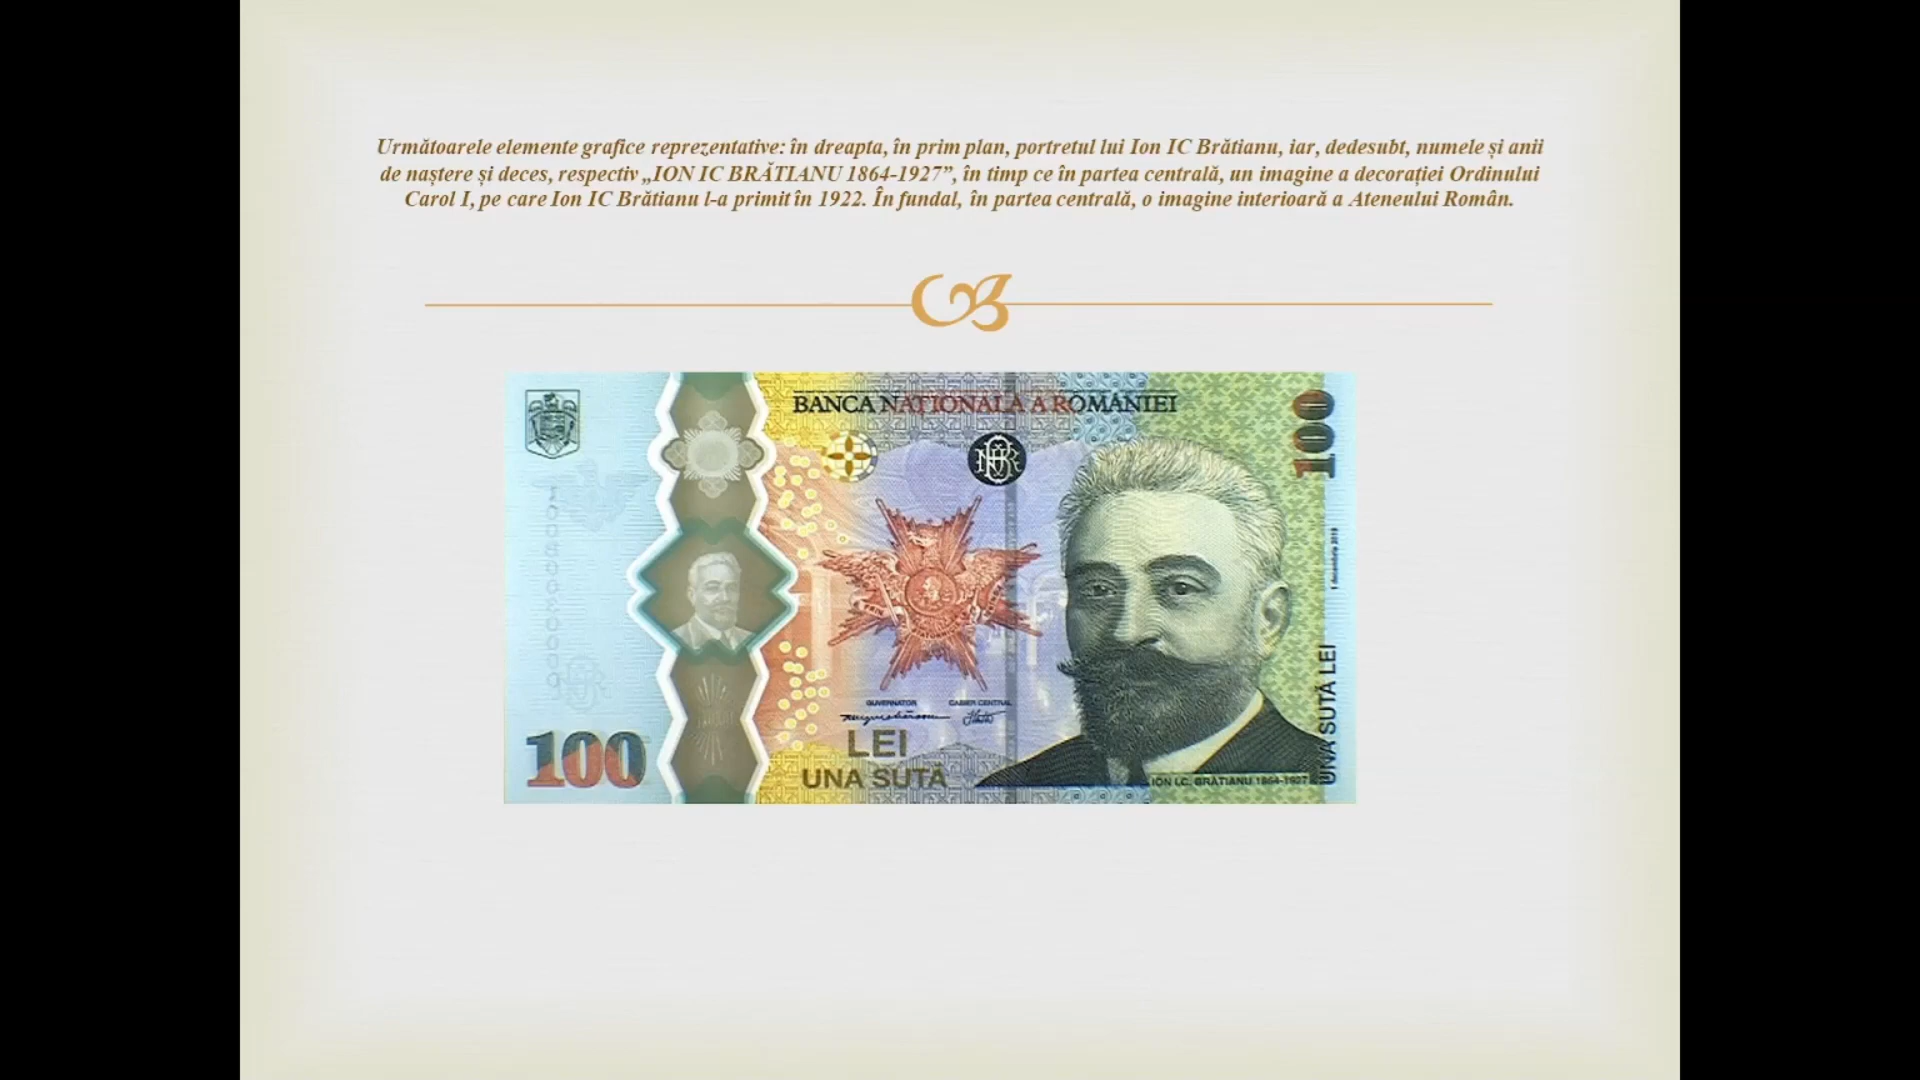 Următoarele elemente grafice reprezentative: în dreapta, în prim plan, portretul lui Ion IC Brătianu, iar, dedesubt, numele și anii
de naștere și deces, respectiv „ION IC BRĂTIANU 1864-1927”, în timp ce în partea centrală, un imagine a decorației Ordinului
Carol I, pe care Ion IC Brătianu l-a primit în 1922. În fundal, în partea centrală, o imagine interioară a Ateneului Român.
BANCA NAȚIONALĂ A ROMÂNIEI
100
1 decembrie 2019
GUVERNATOR
CASIER CENTRAL
LEI
UNA SUTĂ
100
ION I.C. BRĂTIANU 1864-1927
UNA SUTĂ LEI